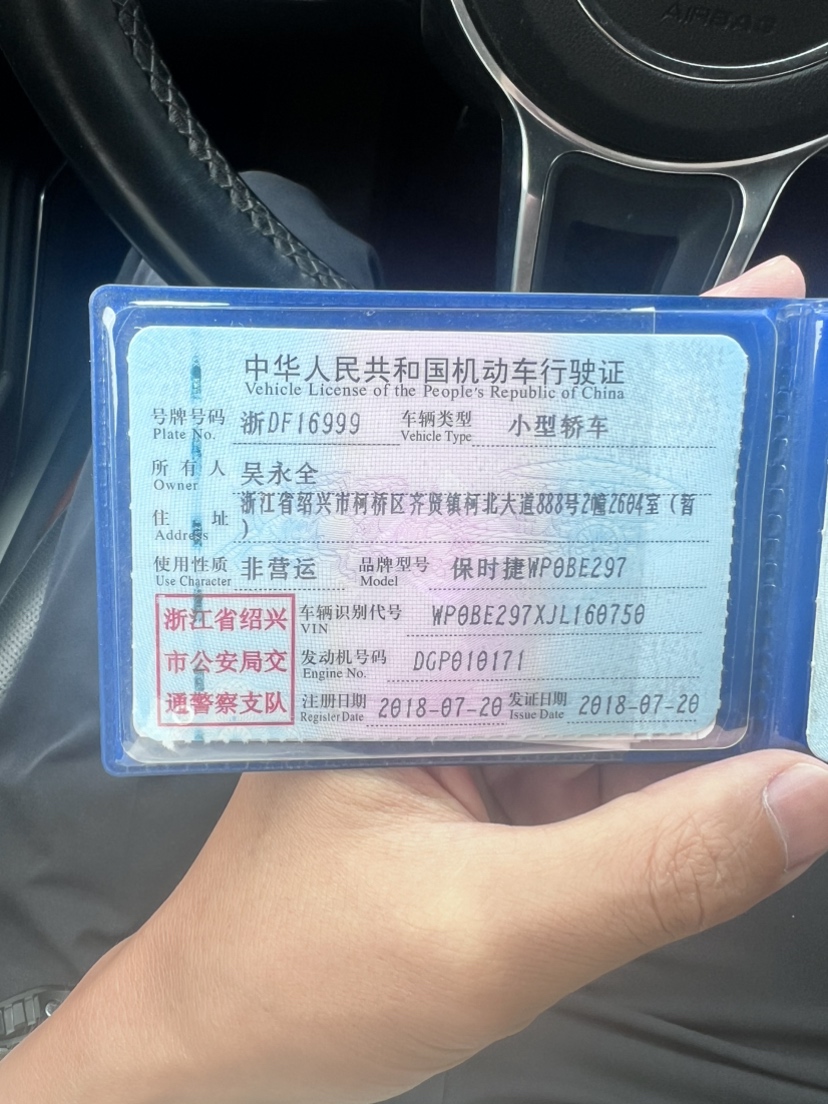 AIRBAG
中华人民共和国机动车行驶证
Vehicle License of the People's Republic of China
号牌号码 浙DF16999 车辆类型 小型轿车
Plate No. Vehicle Type
所有人 吴永全
Owner
住址 浙江省绍兴市柯桥区齐贤镇柯北大道888号2幢2604室（暂
Address ）
使用性质 非营运 品牌型号 保时捷WP0BE297
Use Character Model
浙江省绍兴 车辆识别代号 WP0BE297XJL160750
VIN
市公安局交 发动机号码 DGP010171
Engine No.
通警察支队 注册日期 2018-07-20 发证日期 2018-07-20
Register Date Issue Date